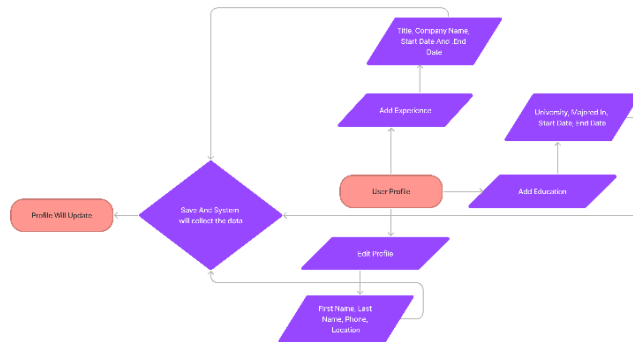 Title, Company Name,
Start Date And .End
Date
Add Experience
University, Majored In,
Start Date, End Date
User Profile
Add Education
Profile Will Update
Save And System
will collect the data
Edit Profile
First Name, Last
Name, Phone,
Location